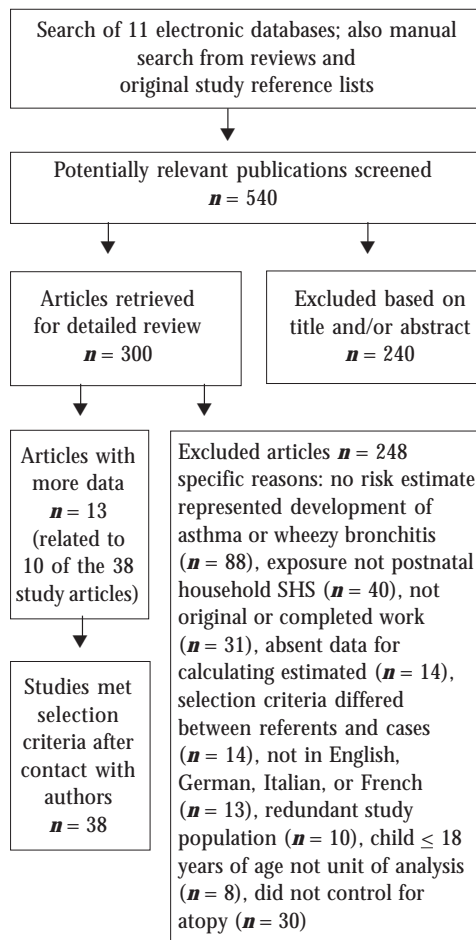 Search of 11 electronic databases; also manual
search from reviews and
original study reference lists
Potentially relevant publications screened
n = 540
Articles retrieved
for detailed review
n = 300
Excluded based on
title and/or abstract
n = 240
Articles with
more data
n = 13
(related to
10 of the 38
study articles)
Excluded articles n = 248
specific reasons: no risk estimate
represented development of
asthma or wheezy bronchitis
(n = 88), exposure not postnatal
household SHS (n = 40), not
original or completed work
(n = 31), absent data for
calculating estimated (n = 14),
selection criteria differed
between referents and cases
(n = 14), not in English,
German, Italian, or French
(n = 13), redundant study
population (n = 10), child ≤ 18
years of age not unit of analysis
(n = 8), did not control for
atopy (n = 30)
Studies met
selection
criteria after
contact with
authors
n = 38